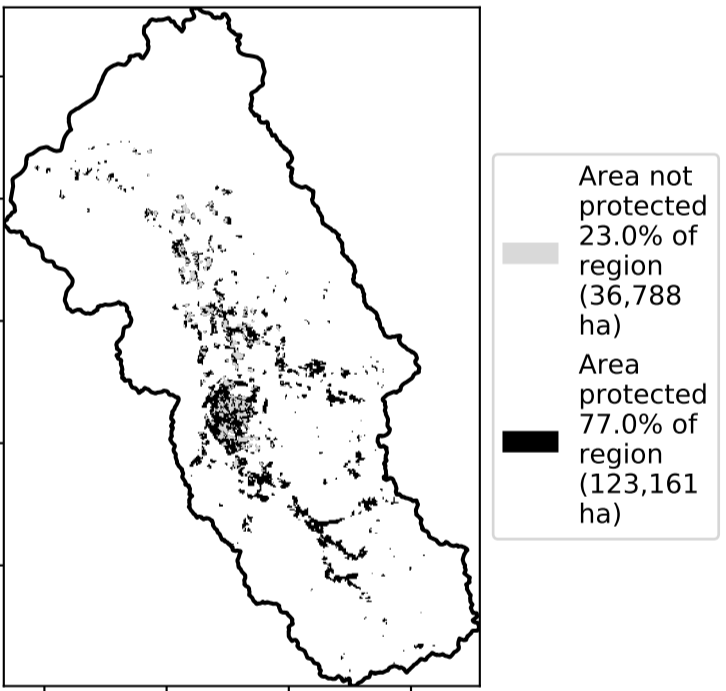 Area not
protected
23.0% of
region
(36,788
ha)
Area
protected
77.0% of
region
(123,161
ha)